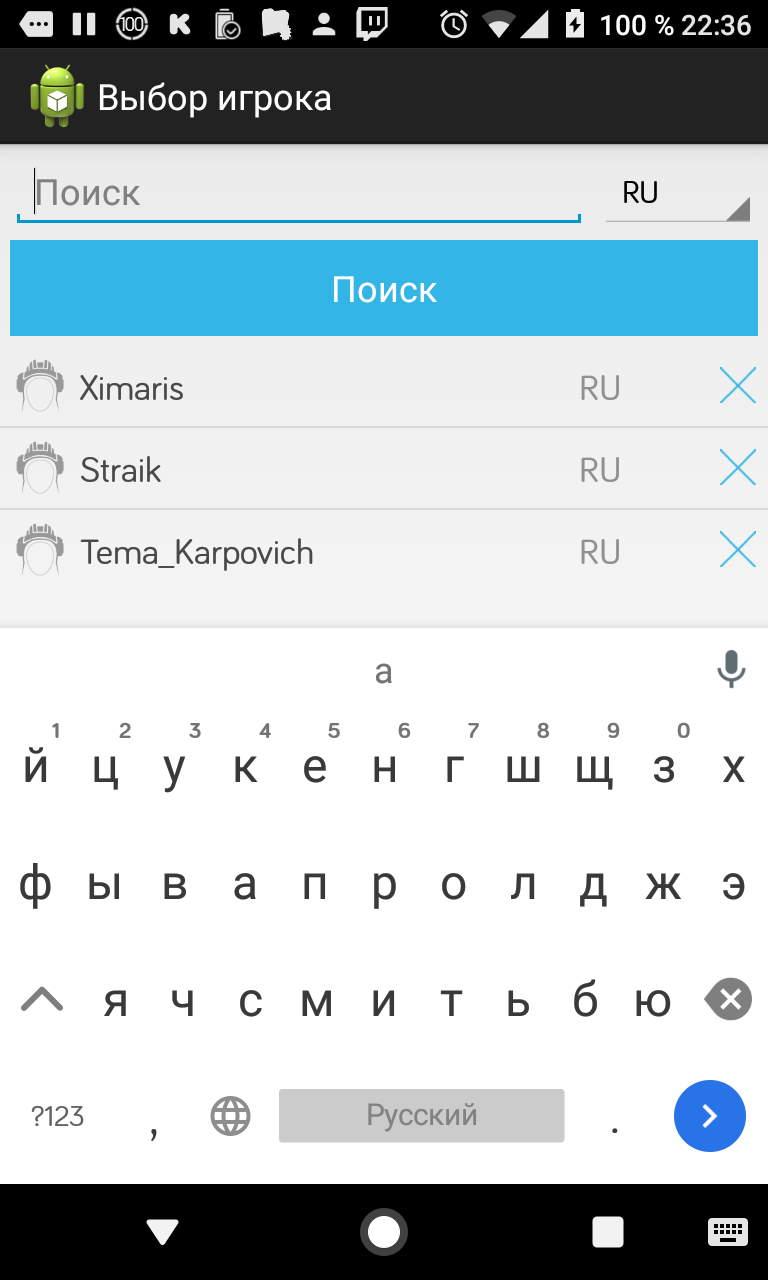 100 100 % 22:36
Выбор игрока
Поиск RU
Поиск
Ximaris RU
Straik RU
Tema_Karpovich RU
а
1 2 3 4 5 6 7 8 9 0
й ц у к е н г ш щ з х
ф ы в а п р о л д ж э
я ч с м и т ь б ю
?123 , Русский .